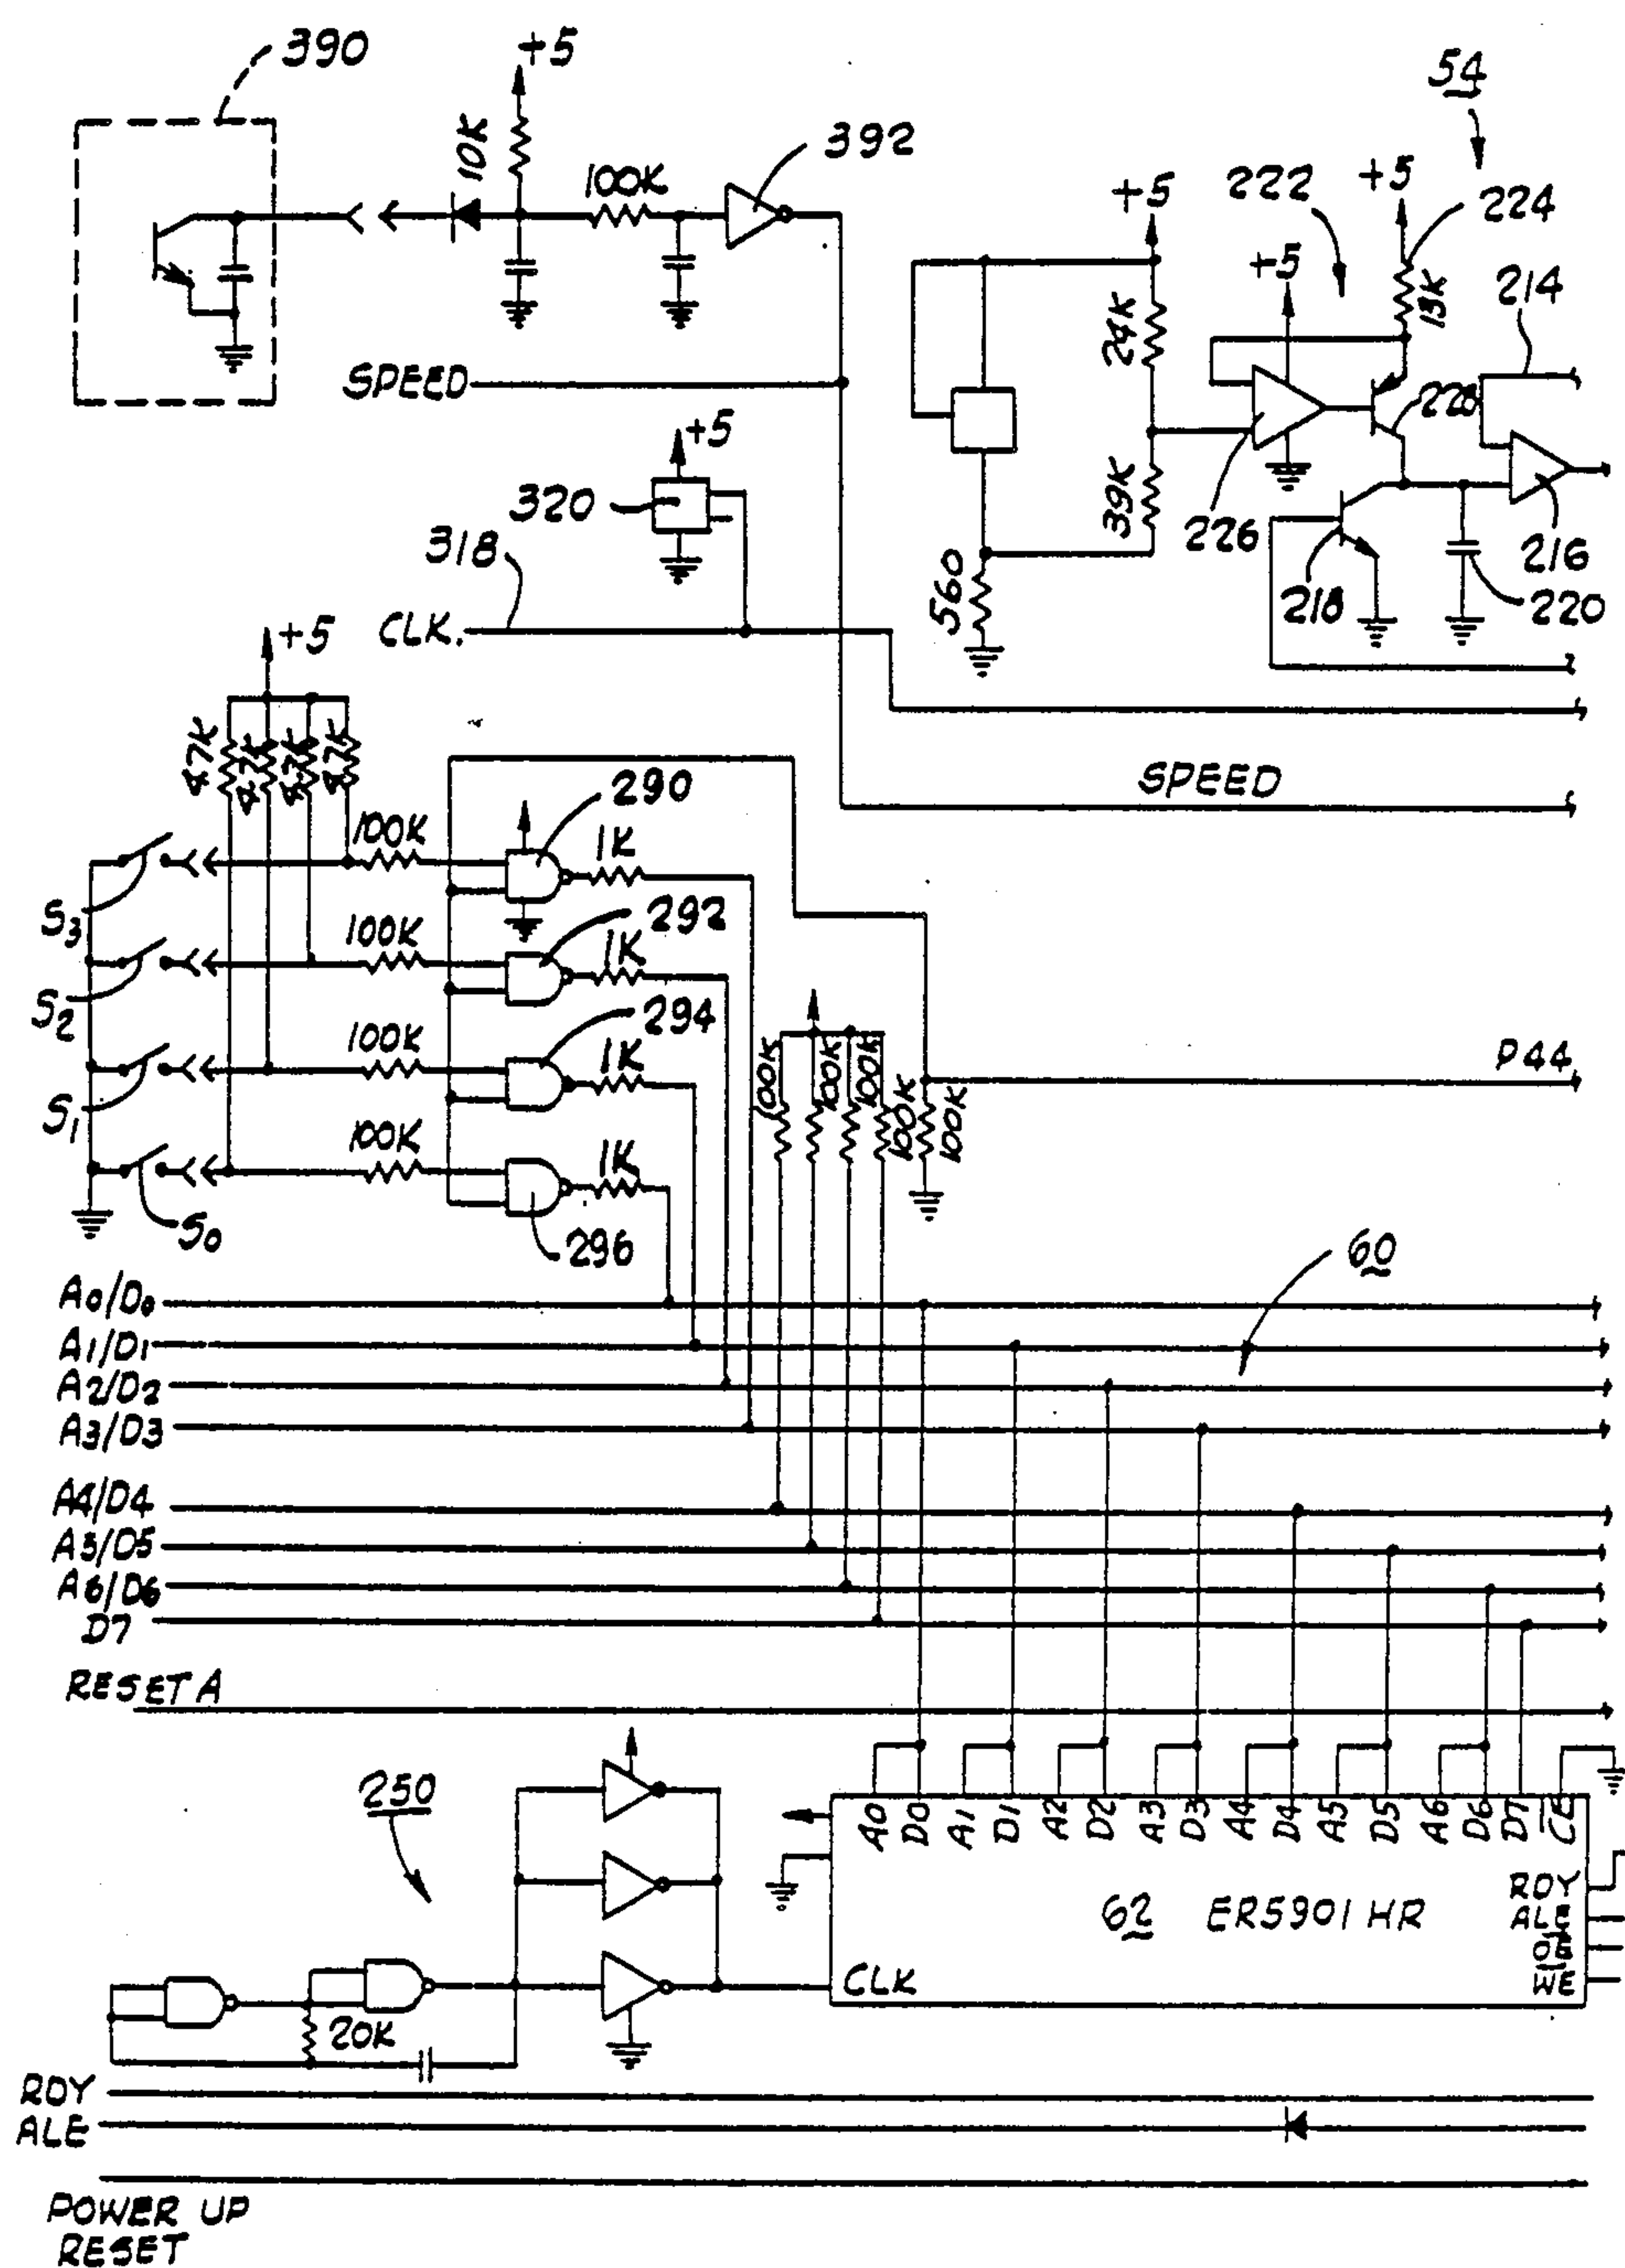 390
+5
54
10K
100K
392
+5
222
+5
224
+5
13K
214
24K
228
SPEED
+5
320
39K
226
216
318
560
218
220
CLK.
+5
47K
47K
47K
47K
SPEED
290
100K
1K
S3
292
100K
1K
S2
294
100K
1K
100K
100K
100K
100K
100K
P44
S1
100K
1K
S0
296
60
A0/D0
A1/D1
A2/D2
A3/D3
A4/D4
A3/D5
A6/D6
D7
RESET A
250
A0
D0
A1
D1
A2
D2
A3
D3
A4
D4
A5
D5
A6
D6
D7
CE
RDY
62 ER5901 HR
ALE
OE
CLK
WE
20K
RDY
ALE
POWER UP
RESET